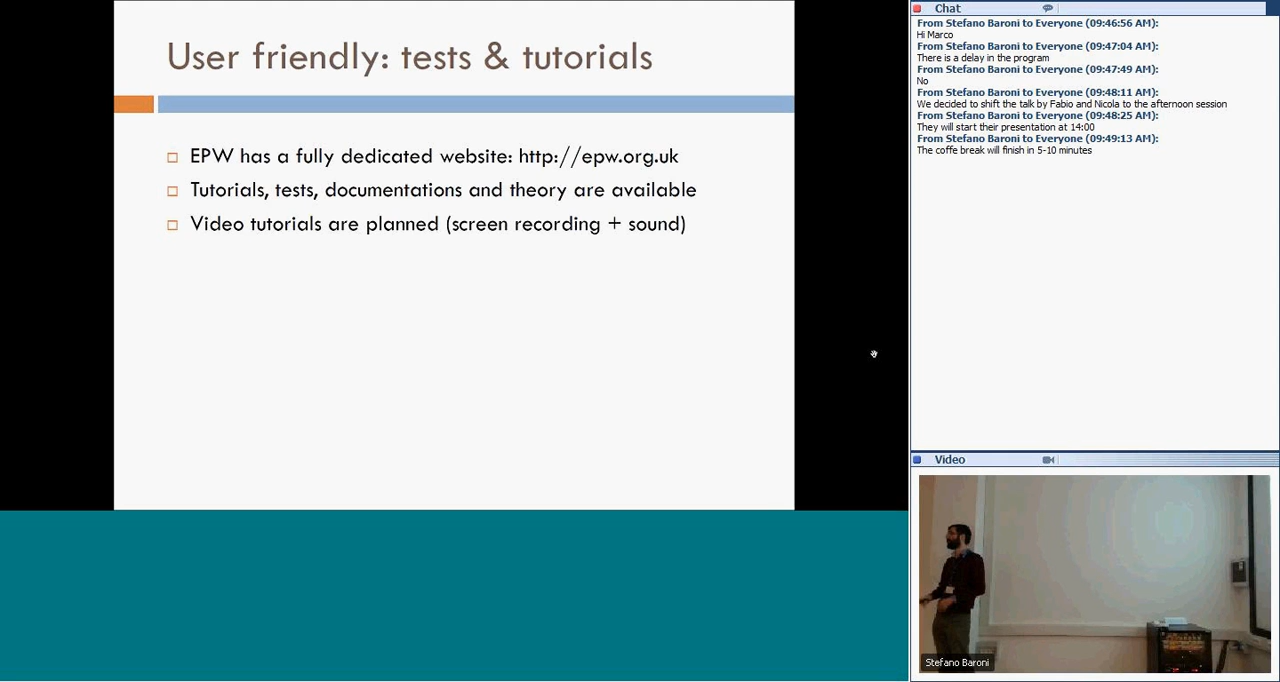 User friendly: tests & tutorials
EPW has a fully dedicated website: http://epw.org.uk
Tutorials, tests, documentations and theory are available
Video tutorials are planned (screen recording + sound)
Chat
From Stefano Baroni to Everyone (09:46:56 AM):
Hi Marco
From Stefano Baroni to Everyone (09:47:04 AM):
There is a delay in the program
From Stefano Baroni to Everyone (09:47:49 AM):
No
From Stefano Baroni to Everyone (09:48:11 AM):
We decided to shift the talk by Fabio and Nicola to the afternoon session
From Stefano Baroni to Everyone (09:48:25 AM):
They will start their presentation at 14:00
From Stefano Baroni to Everyone (09:49:13 AM):
The coffe break will finish in 5-10 minutes
Video
Stefano Baroni